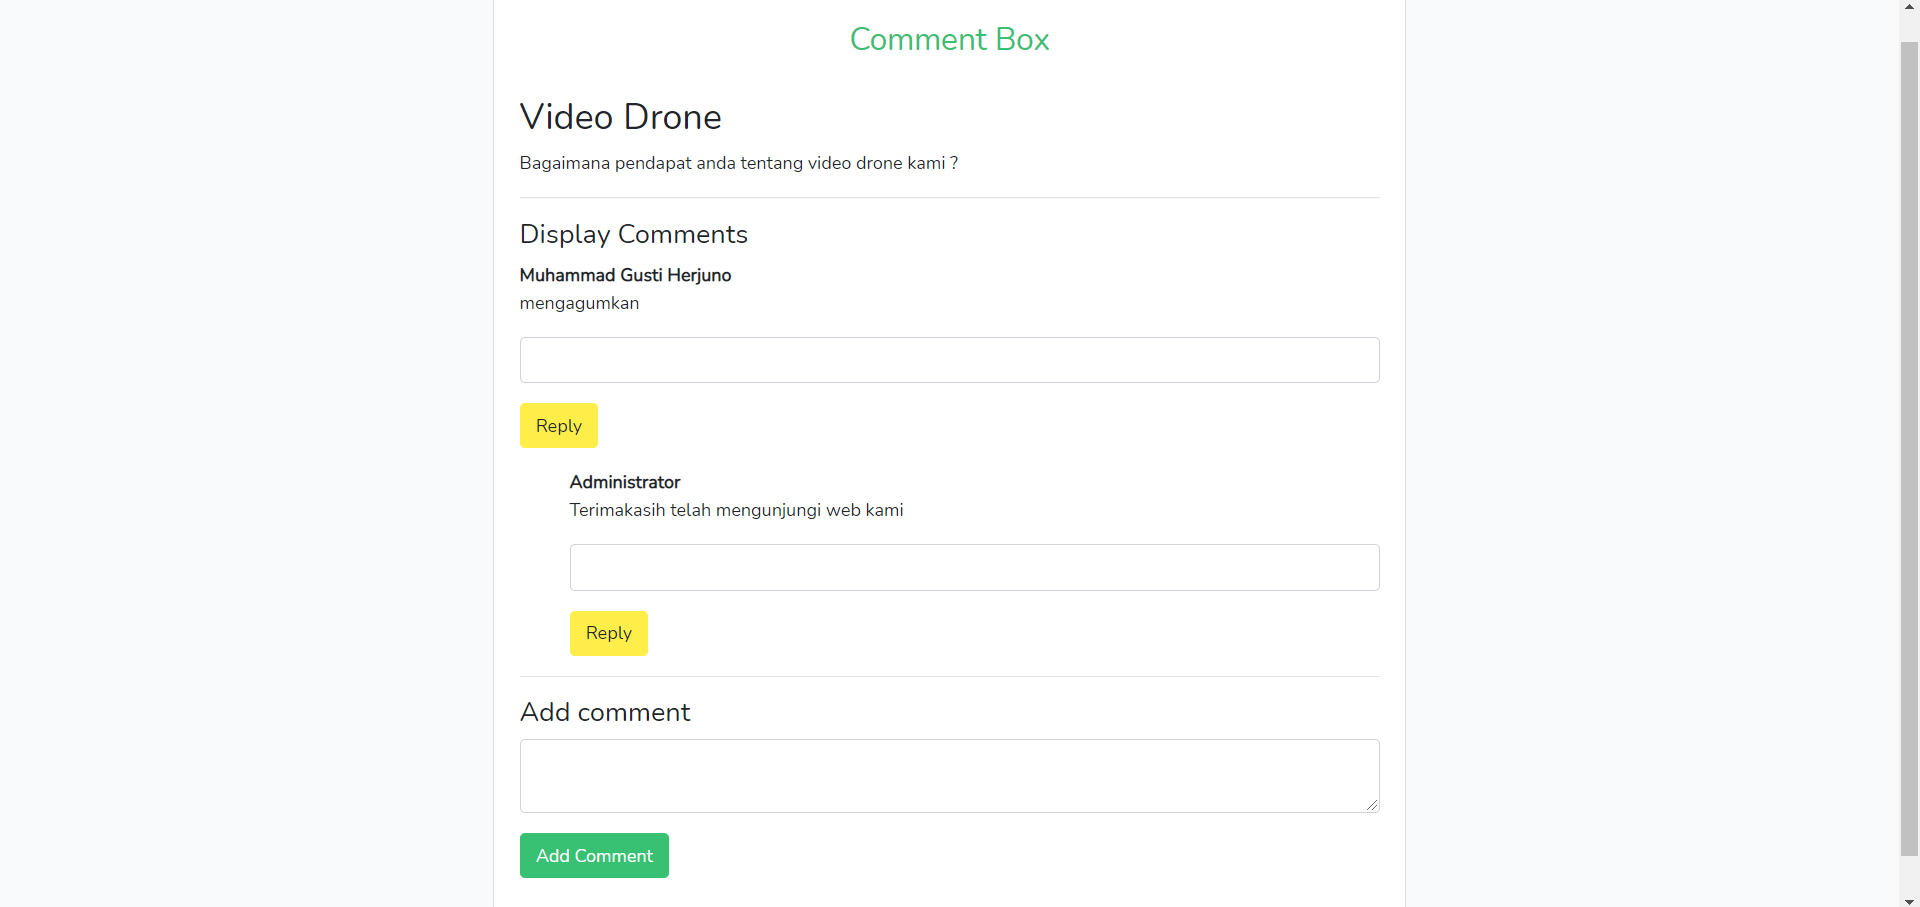 Comment Box
Video Drone
Bagaimana pendapat anda tentang video drone kami ?
Display Comments
Muhammad Gusti Herjuno
mengagumkan
Reply
Administrator
Terimakasih telah mengunjungi web kami
Reply
Add comment
Add Comment